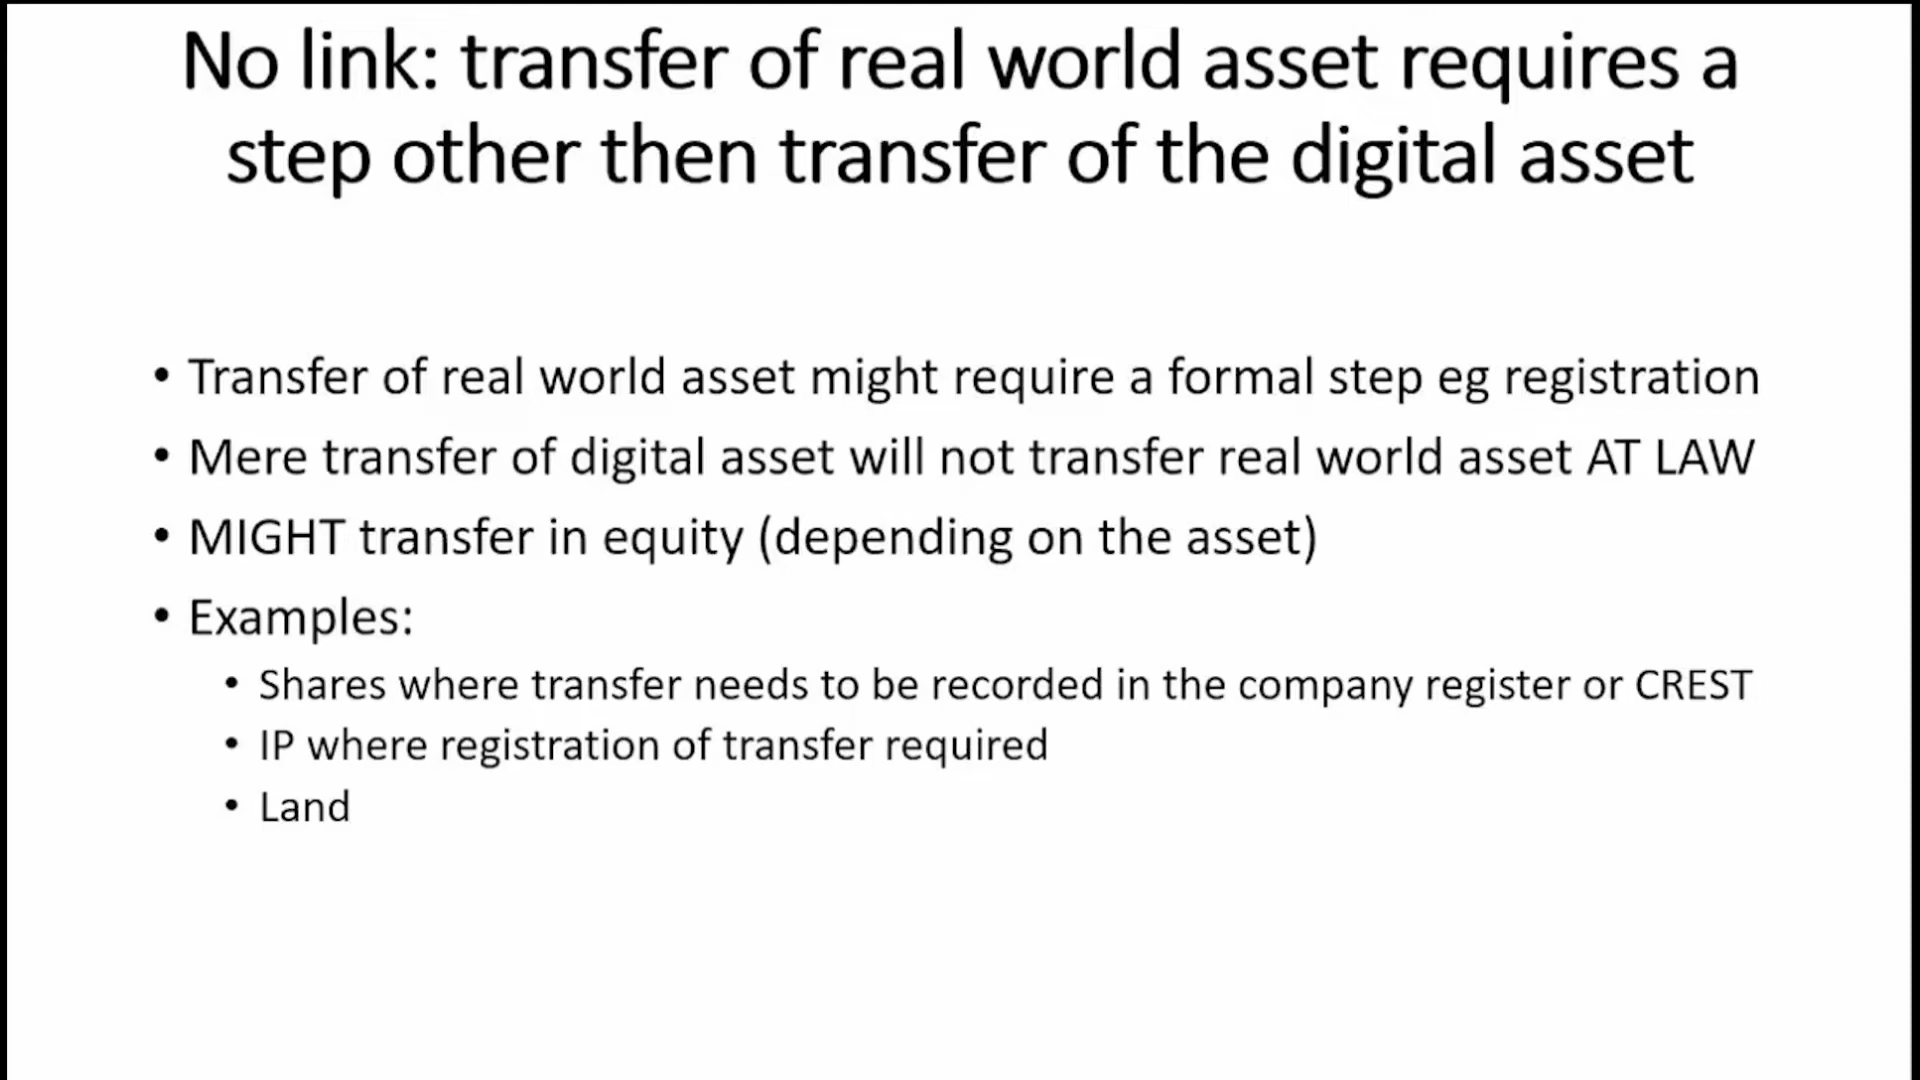 No link: transfer of real world asset requires a
step other then transfer of the digital asset
• Transfer of real world asset might require a formal step eg registration
• Mere transfer of digital asset will not transfer real world asset AT LAW
• MIGHT transfer in equity (depending on the asset)
• Examples:
• Shares where transfer needs to be recorded in the company register or CREST
• IP where registration of transfer required
• Land